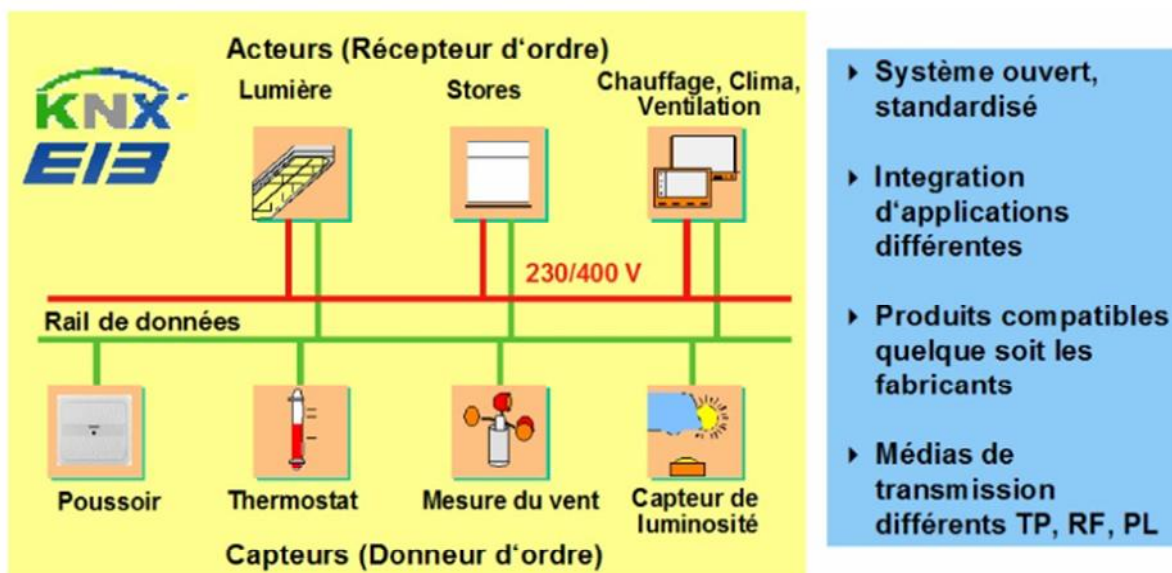 Acteurs (Récepteur d'ordre)
KNX
EIB
Lumière
Stores
Chauffage, Clima,
Ventilation
230/400 V
Rail de données
Poussoir
Thermostat
Mesure du vent
Capteur de
luminosité
Capteurs (Donneur d'ordre)
Système ouvert,
standardisé
Integration
d'applications
différentes
Produits compatibles
quelque soit les
fabricants
Médias de
transmission
différents TP, RF, PL